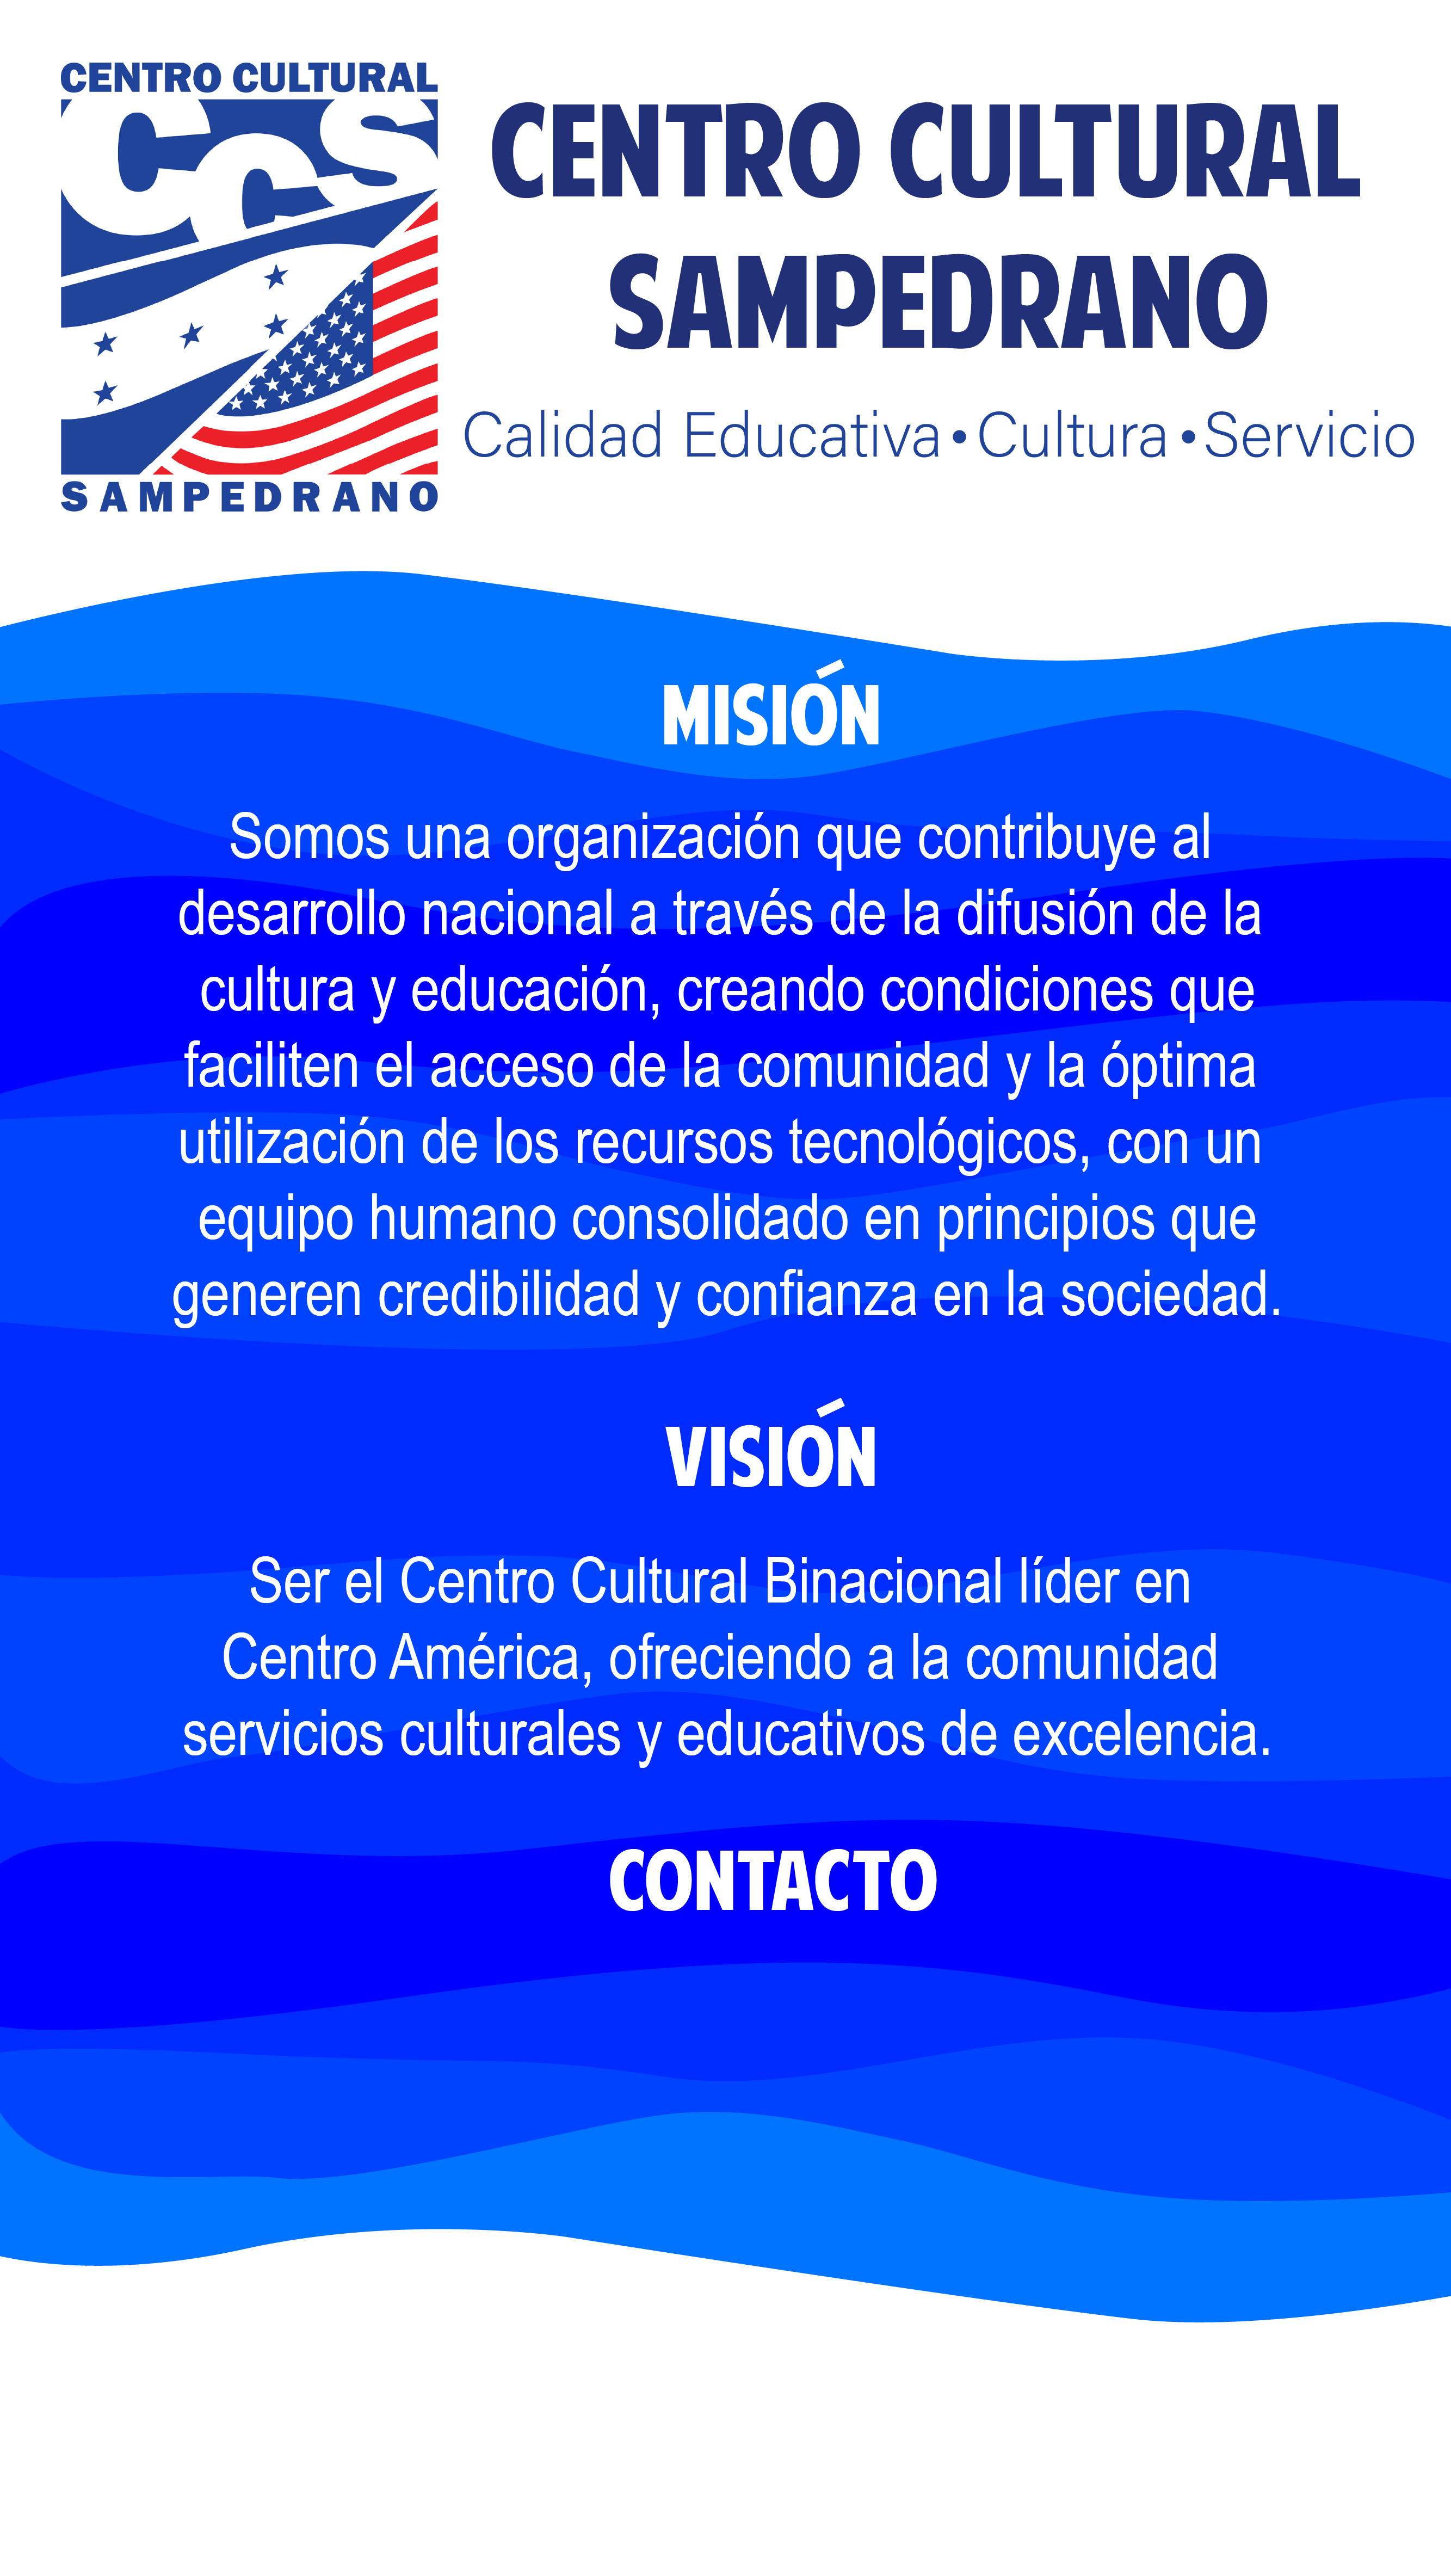 CENTRO CULTURAL
CCS
SAMPEDRANO
CENTRO CULTURAL
SAMPEDRANO
Calidad Educativa•Cultura•Servicio
MISIÓN
Somos una organización que contribuye al
desarrollo nacional a través de la difusión de la
cultura y educación, creando condiciones que
faciliten el acceso de la comunidad y la óptima
utilización de los recursos tecnológicos, con un
equipo humano consolidado en principios que
generen credibilidad y confianza en la sociedad.
VISIÓN
Ser el Centro Cultural Binacional líder en
Centro América, ofreciendo a la comunidad
servicios culturales y educativos de excelencia.
CONTACTO